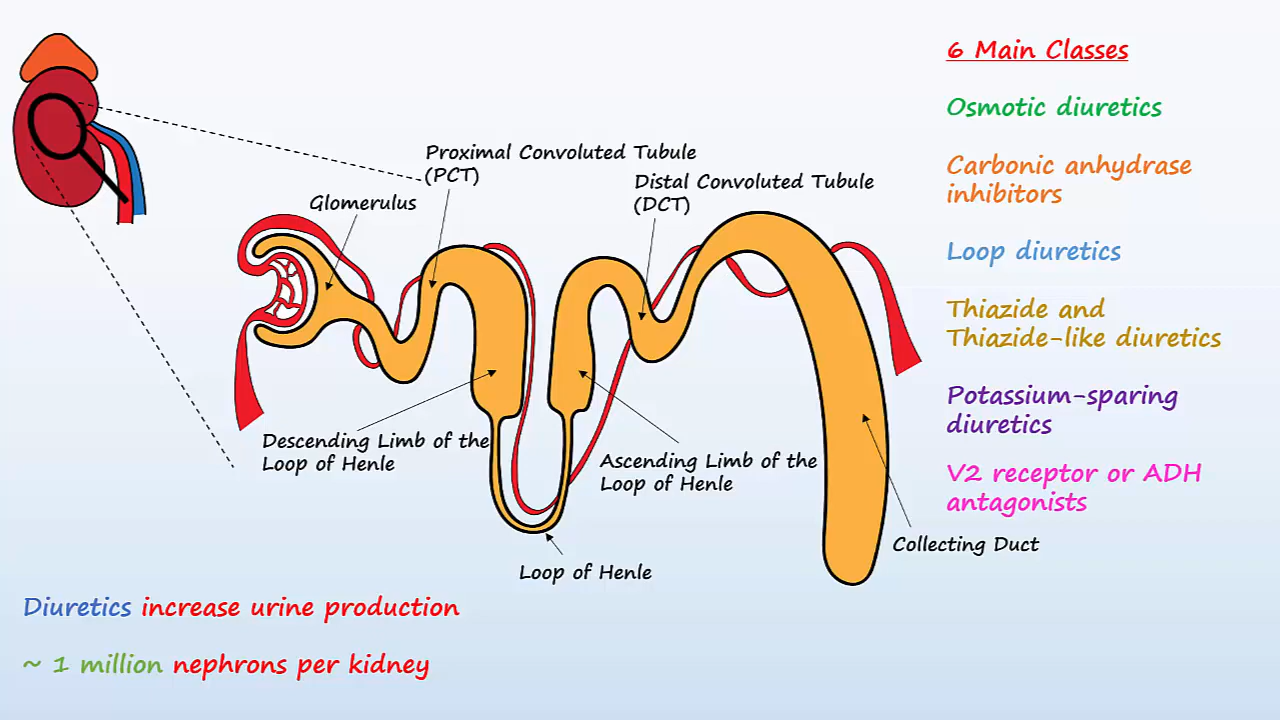 6 Main Classes
Osmotic diuretics
Carbonic anhydrase
inhibitors
Loop diuretics
Thiazide and
Thiazide-like diuretics
Potassium-sparing
diuretics
V2 receptor or ADH
antagonists
Proximal Convoluted Tubule
(PCT)
Distal Convoluted Tubule
(DCT)
Glomerulus
Descending Limb of the
Loop of Henle
Ascending Limb of the
Loop of Henle
Collecting Duct
Loop of Henle
Diuretics increase urine production
~ 1 million nephrons per kidney